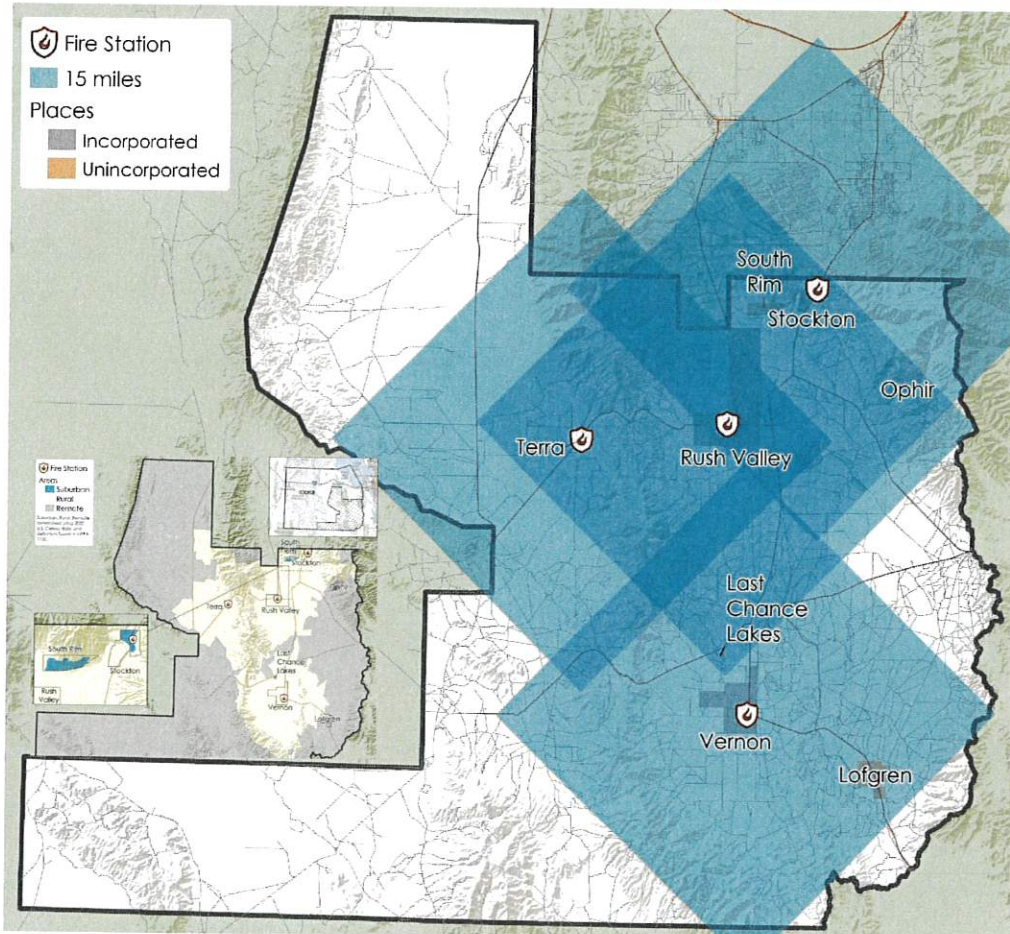 Fire Station
15 miles
Places
Incorporated
Unincorporated
South
Rim
Stockton
Ophir
Terra
Rush Valley
Last
Chance
Lakes
Vernon
Lofgren
Fire Station
Areas
Suburban
Rural
Remote
South
Rim
Stockton
Ophir
Terra
Rush Valley
Last
Chance
Lakes
Vernon
Lofgren
South Rim
Stockton
Rush
Valley